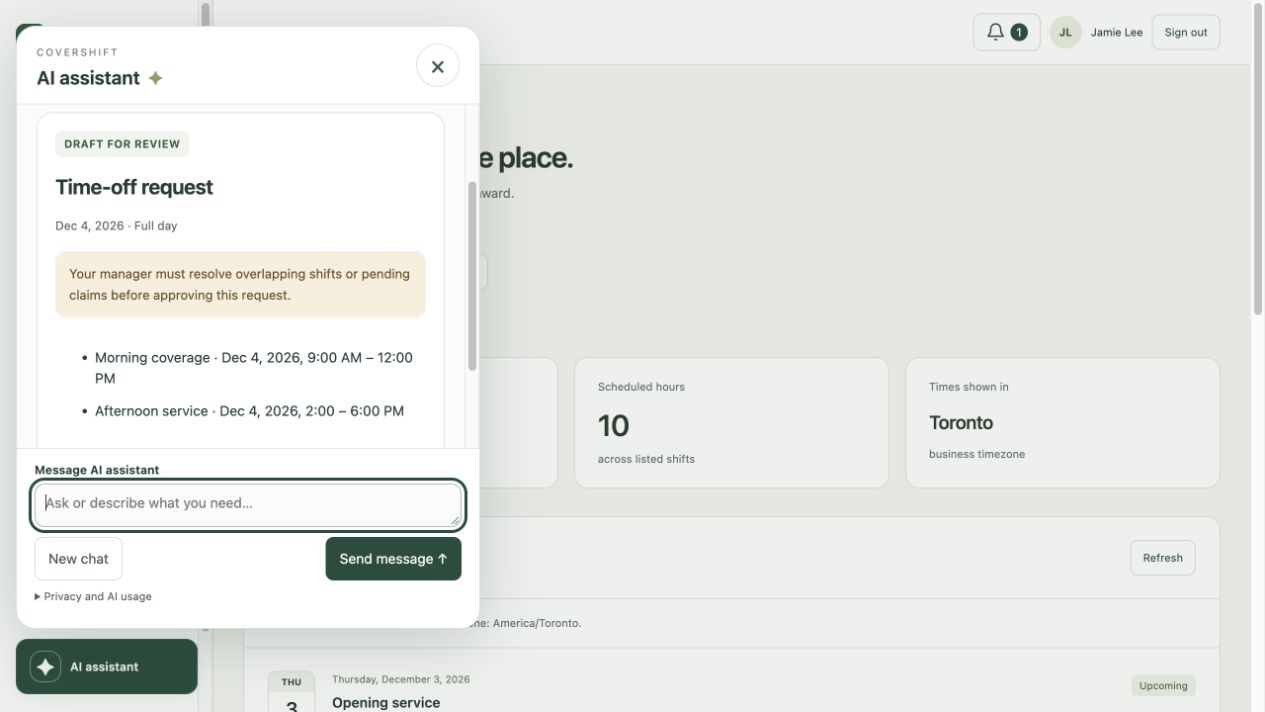 COVERSHIFT
AI assistant
DRAFT FOR REVIEW
Time-off request
Dec 4, 2026 · Full day
Your manager must resolve overlapping shifts or pending
claims before approving this request.
• Morning coverage · Dec 4, 2026, 9:00 AM – 12:00
PM
• Afternoon service · Dec 4, 2026, 2:00 – 6:00 PM
Message AI assistant
Ask or describe what you need...
New chat
Send message ↑
Privacy and AI usage
AI assistant
1
JL
Jamie Lee
Sign out
e place.
Scheduled hours
10
across listed shifts
Times shown in
Toronto
business timezone
Refresh
America/Toronto.
THU
3
Thursday, December 3, 2026
Opening service
Upcoming